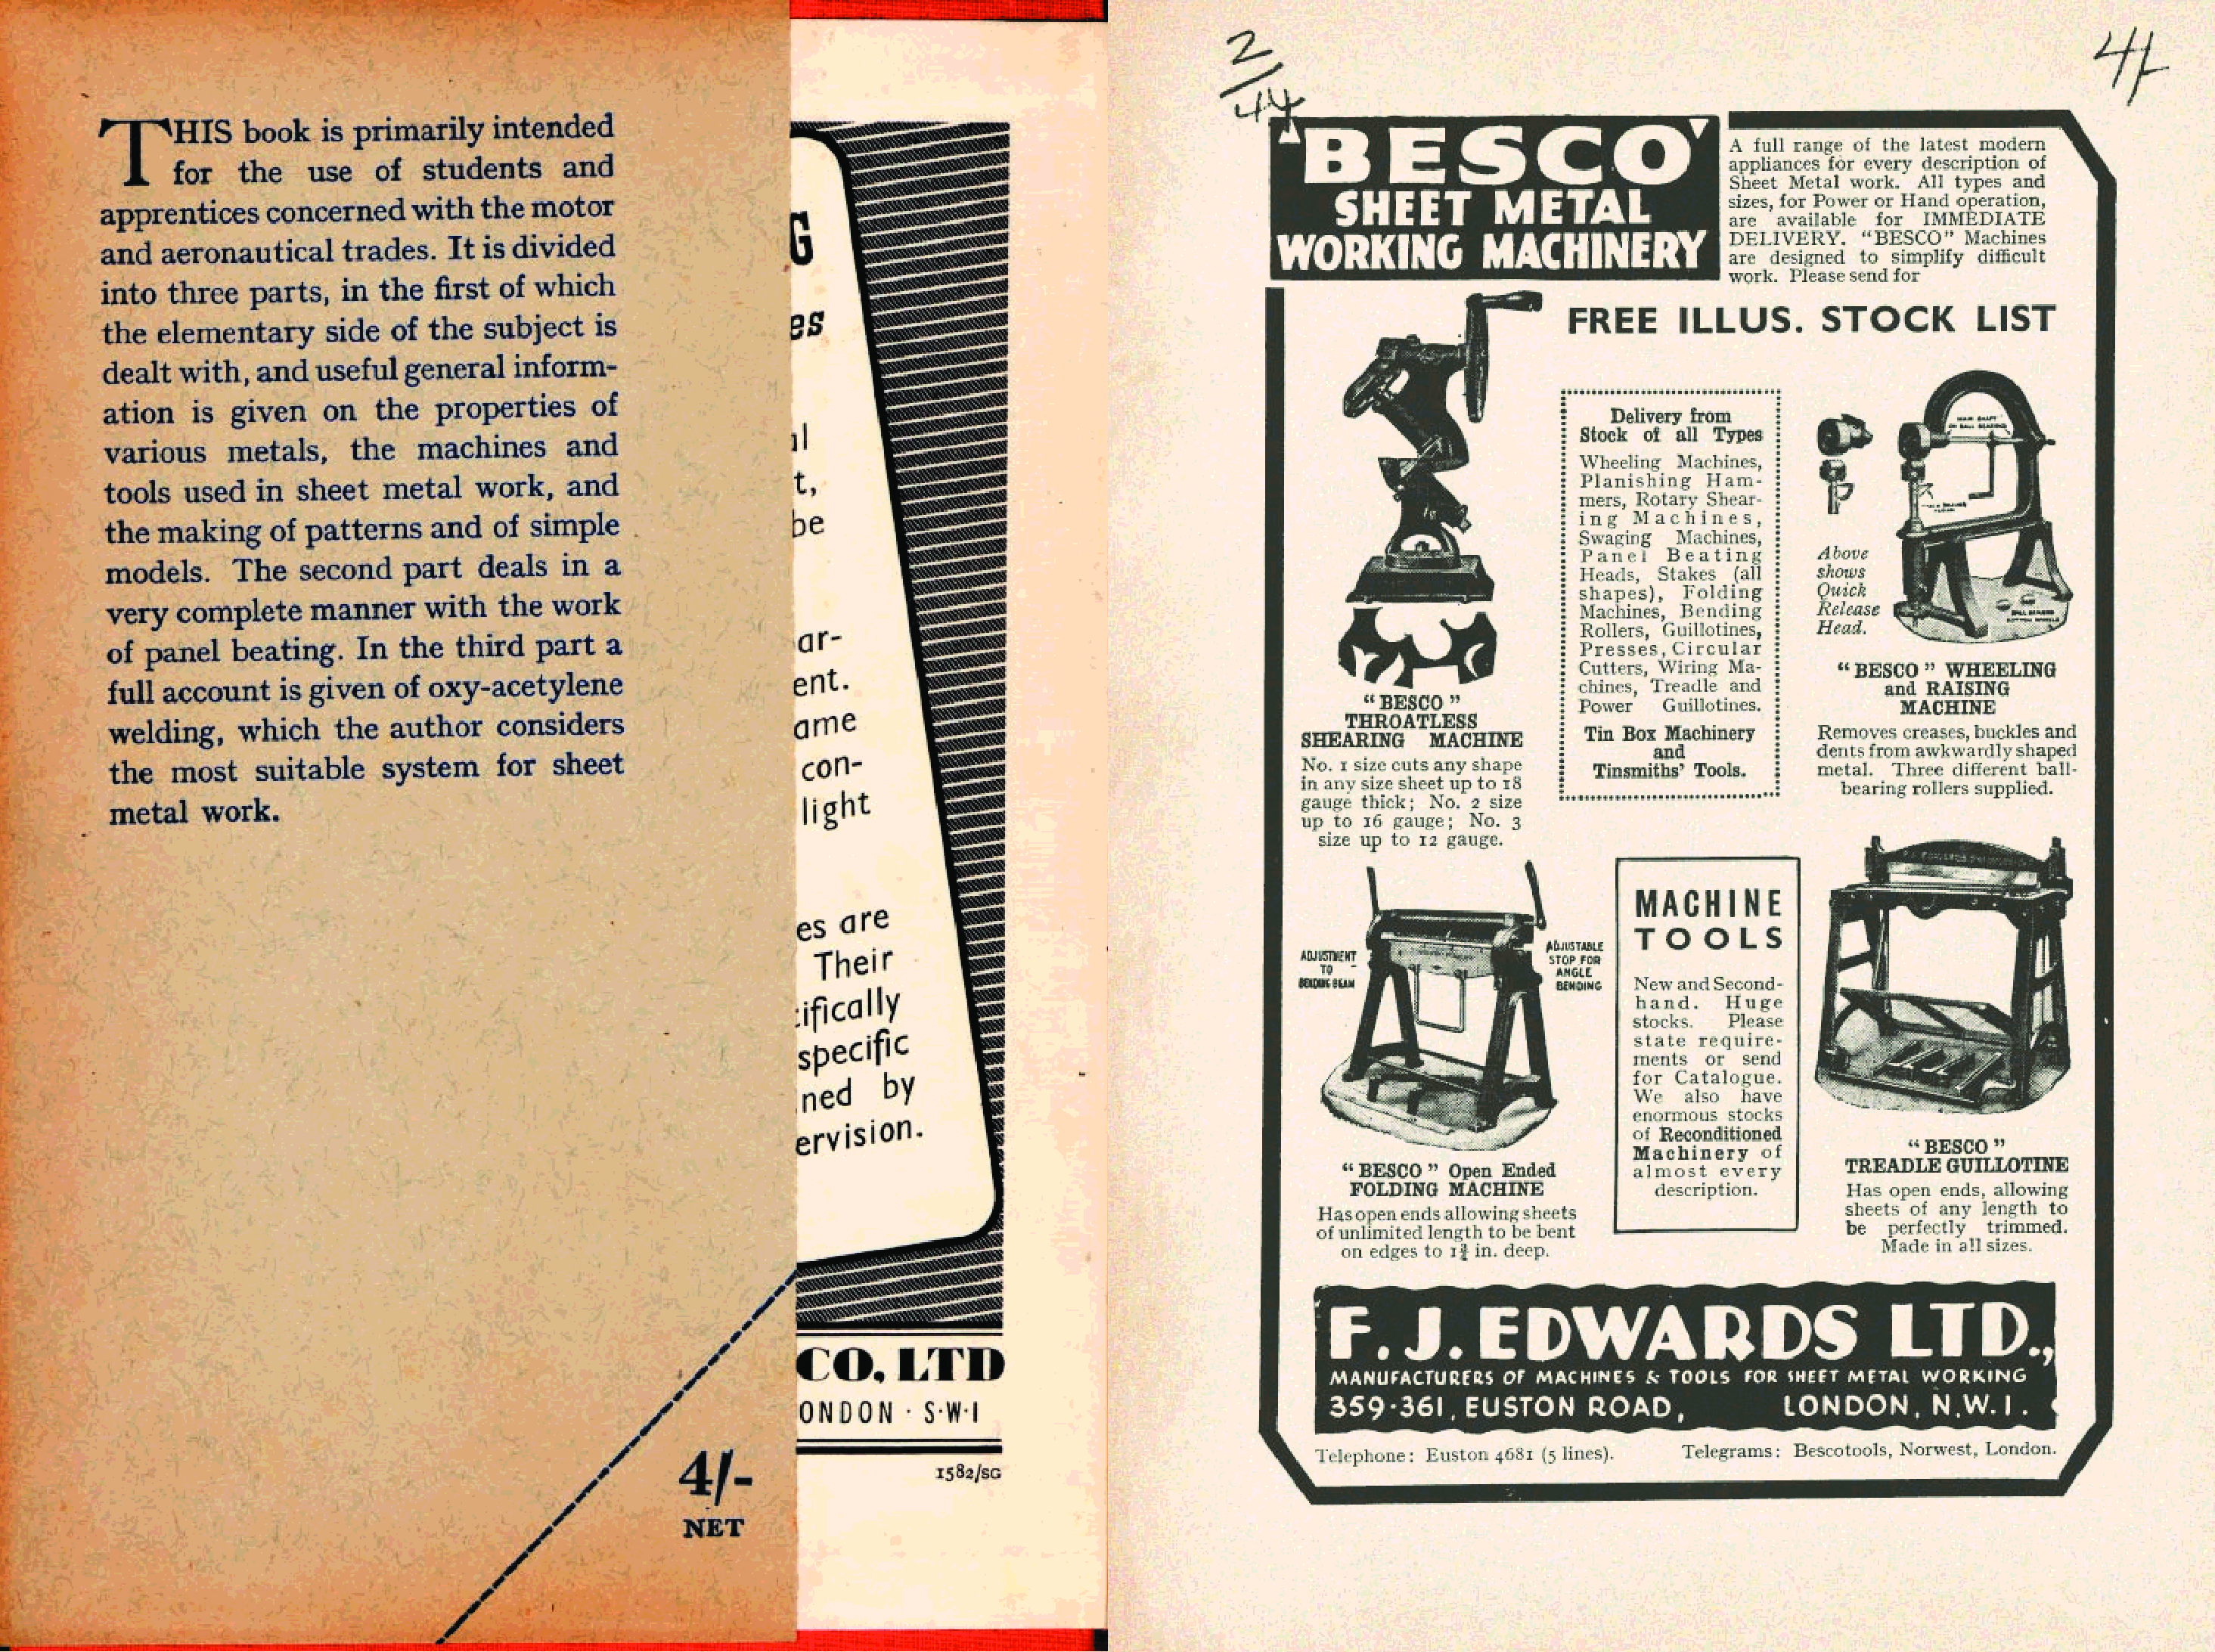 THIS book is primarily intended
for the use of students and
apprentices concerned with the motor
and aeronautical trades. It is divided
into three parts, in the first of which
the elementary side of the subject is
dealt with, and useful general inform-
ation is given on the properties of
various metals, the machines and
tools used in sheet metal work, and
the making of patterns and of simple
models. The second part deals in a
very complete manner with the work
of panel beating. In the third part a
full account is given of oxy-acetylene
welding, which the author considers
the most suitable system for sheet
metal work.
4/-
NET
G
es
al
t,
be
ar-
ent.
ame
con-
light
es are
Their
ifically
specific
ned by
ervision.
CO, LTD
ONDON · S·W·1
1582/SG
2/44
4/-
'BESCO'
SHEET METAL
WORKING MACHINERY
A full range of the latest modern
appliances for every description of
Sheet Metal work. All types and
sizes, for Power or Hand operation,
are available for IMMEDIATE
DELIVERY. "BESCO" Machines
are designed to simplify difficult
work. Please send for
FREE ILLUS. STOCK LIST
Delivery from
Stock of all Types
Wheeling Machines,
Planishing Ham-
mers, Rotary Shear-
ing Machines,
Swaging Machines,
Panel Beating
Heads, Stakes (all
shapes), Folding
Machines, Bending
Rollers, Guillotines,
Presses, Circular
Cutters, Wiring Ma-
chines, Treadle and
Power Guillotines.
Tin Box Machinery
and
Tinsmiths' Tools.
MAIN SHAFT
ON BALL BEARINGS
Above
shows
Quick
Release
Head.
BALL BEARING
BOTTOM WHEELS
"BESCO"
THROATLESS
SHEARING MACHINE
No. 1 size cuts any shape
in any size sheet up to 18
gauge thick; No. 2 size
up to 16 gauge; No. 3
size up to 12 gauge.
"BESCO" WHEELING
and RAISING
MACHINE
Removes creases, buckles and
dents from awkwardly shaped
metal. Three different ball-
bearing rollers supplied.
ADJUSTMENT
TO
BENDING BEAM
ADJUSTABLE
STOP FOR
ANGLE
BENDING
"BESCO" Open Ended
FOLDING MACHINE
Has open ends allowing sheets
of unlimited length to be bent
on edges to 1¾ in. deep.
MACHINE
TOOLS
New and Second-
hand. Huge
stocks. Please
state require-
ments or send
for Catalogue.
We also have
enormous stocks
of Reconditioned
Machinery of
almost every
description.
"BESCO"
TREADLE GUILLOTINE
Has open ends, allowing
sheets of any length to
be perfectly trimmed.
Made in all sizes.
F. J. EDWARDS LTD.,
MANUFACTURERS OF MACHINES & TOOLS FOR SHEET METAL WORKING
359-361, EUSTON ROAD, LONDON, N.W.1.
Telephone: Euston 4681 (5 lines). Telegrams: Bescotools, Norwest, London.